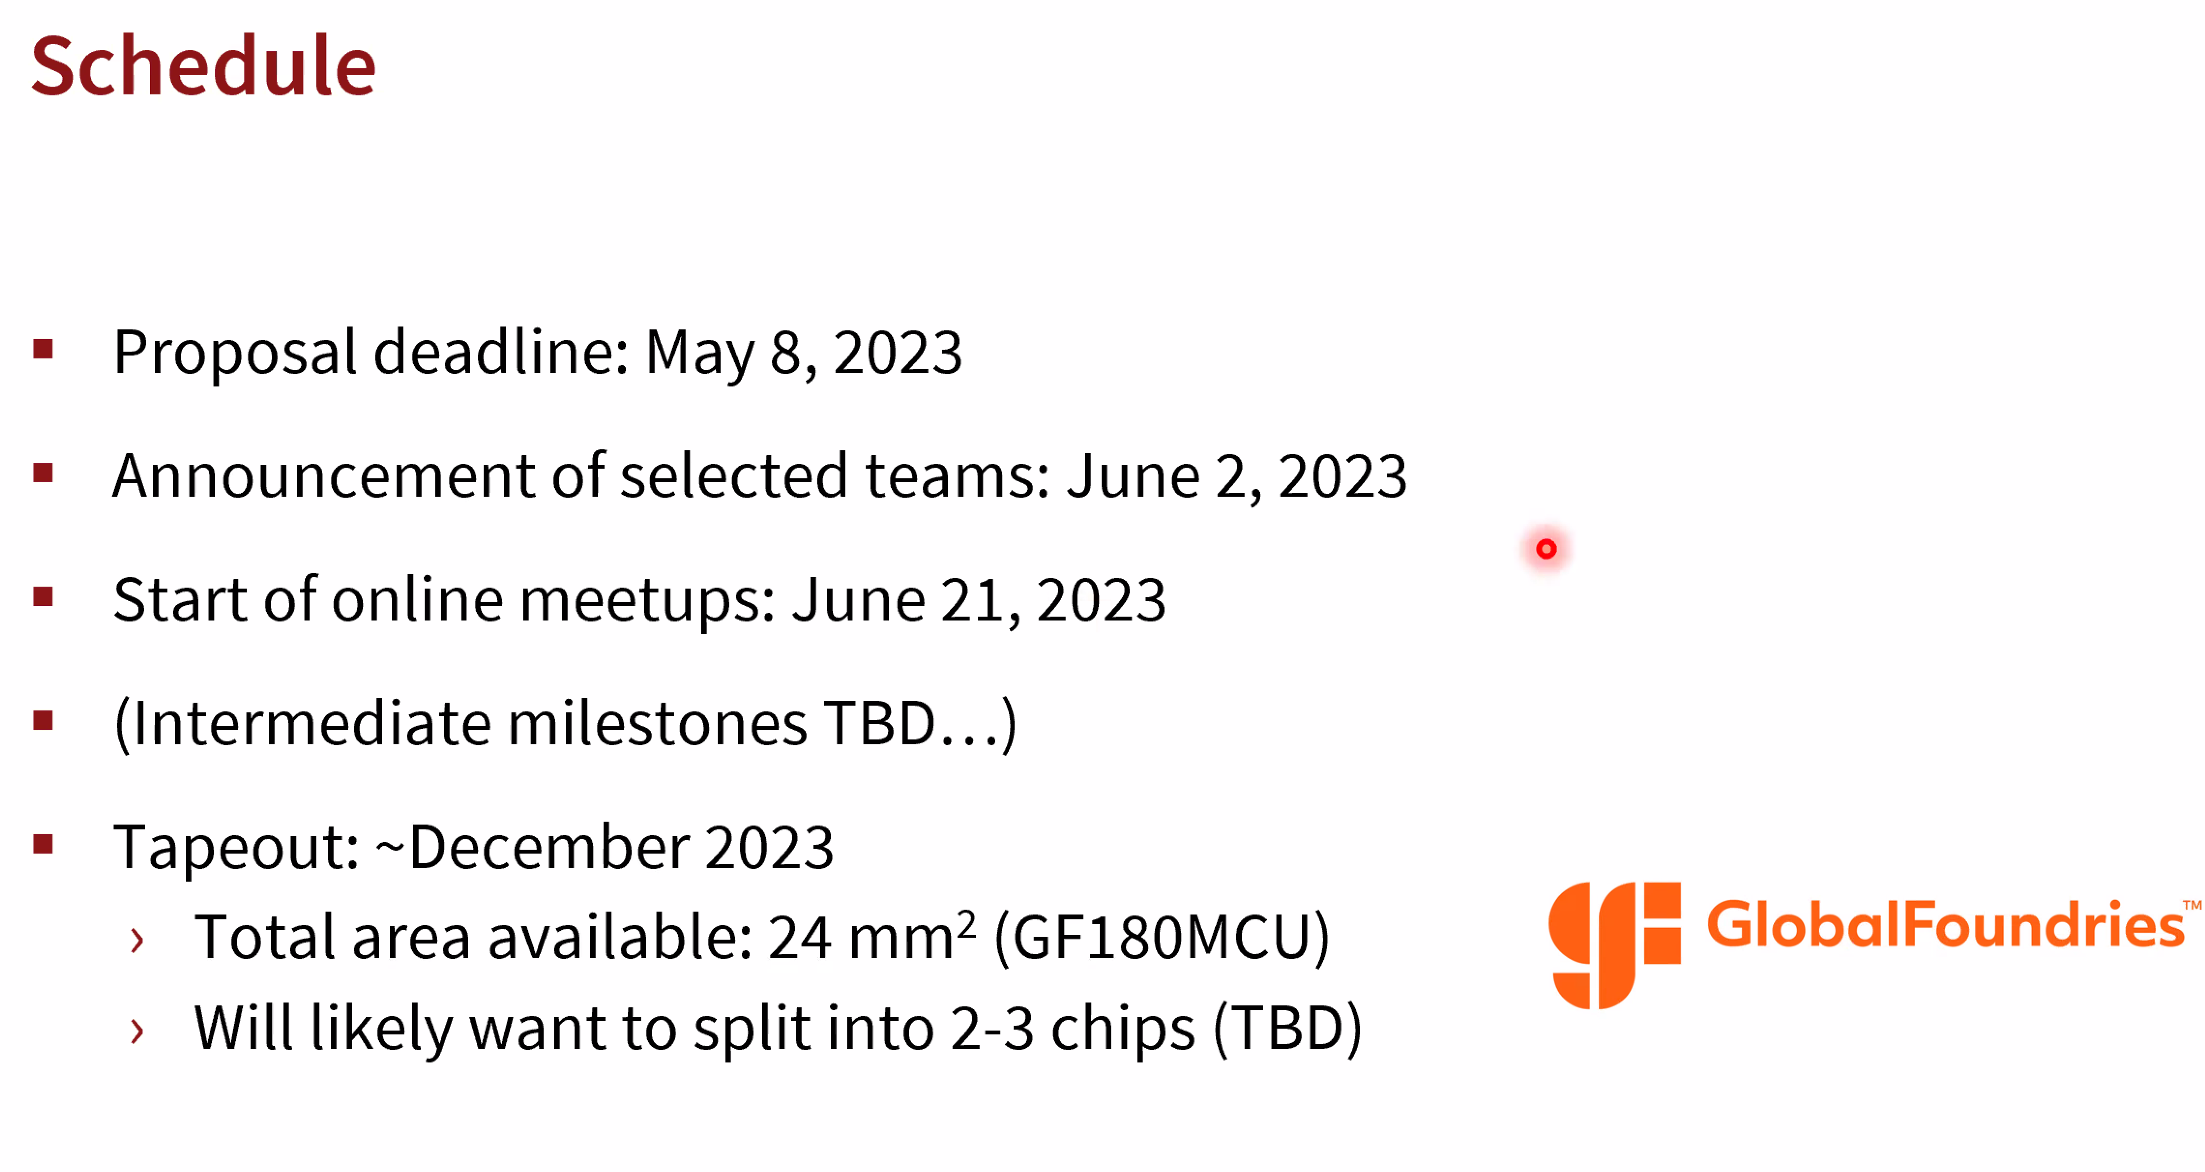 Schedule
Proposal deadline: May 8, 2023
Announcement of selected teams: June 2, 2023
Start of online meetups: June 21, 2023
(Intermediate milestones TBD…)
Tapeout: ~December 2023
Total area available: 24 mm² (GF180MCU)
Will likely want to split into 2-3 chips (TBD)
GF GlobalFoundries™